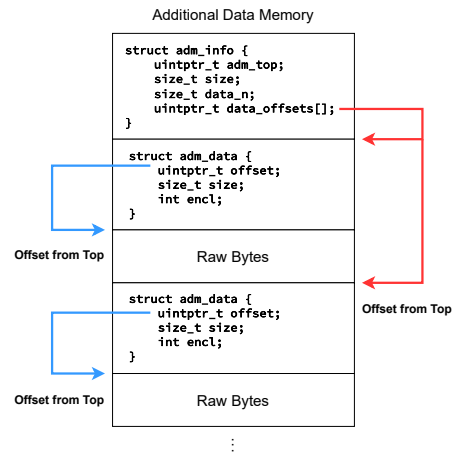 Additional Data Memory
struct adm_info {
uintptr_t adm_top;
size_t size;
size_t data_n;
uintptr_t data_offsets[];
}
struct adm_data {
uintptr_t offset;
size_t size;
int encl;
}
Offset from Top
Raw Bytes
struct adm_data {
uintptr_t offset;
size_t size;
int encl;
}
Offset from Top
Offset from Top
Raw Bytes
⋮